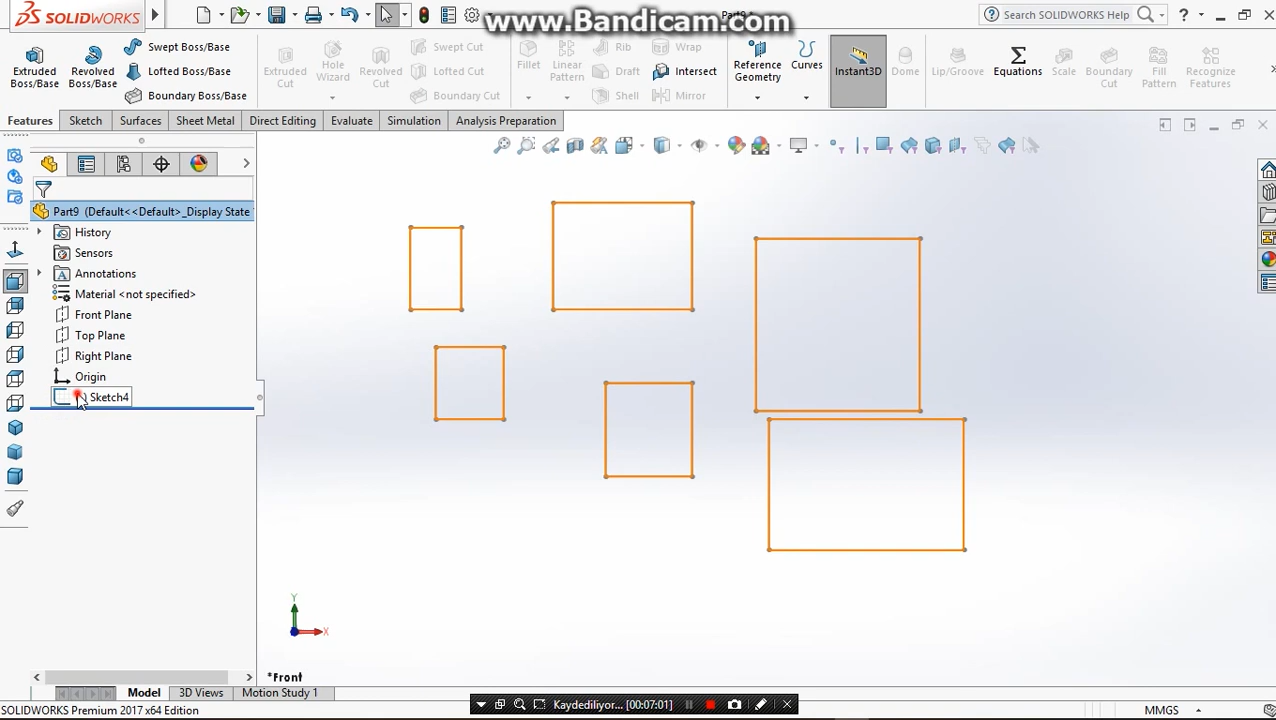 SOLIDWORKS
www.Bandicam.com
Search SOLIDWORKS Help
?
Extruded Boss/Base
Revolved Boss/Base
Swept Boss/Base
Lofted Boss/Base
Boundary Boss/Base
Extruded Cut
Hole Wizard
Revolved Cut
Swept Cut
Lofted Cut
Boundary Cut
Fillet
Linear Pattern
Rib
Draft
Shell
Wrap
Intersect
Mirror
Reference Geometry
Curves
Instant3D
Dome
Lip/Groove
Equations
Scale
Boundary Cut
Fill Pattern
Recognize Features
Features Sketch Surfaces Sheet Metal Direct Editing Evaluate Simulation Analysis Preparation
Part9 (Default<<Default>_Display State
History
Sensors
Annotations
Material <not specified>
Front Plane
Top Plane
Right Plane
Origin
Sketch4
Y
X
*Front
Model 3D Views Motion Study 1
Kaydediliyor... [00:07:01]
SOLIDWORKS Premium 2017 x64 Edition
MMGS